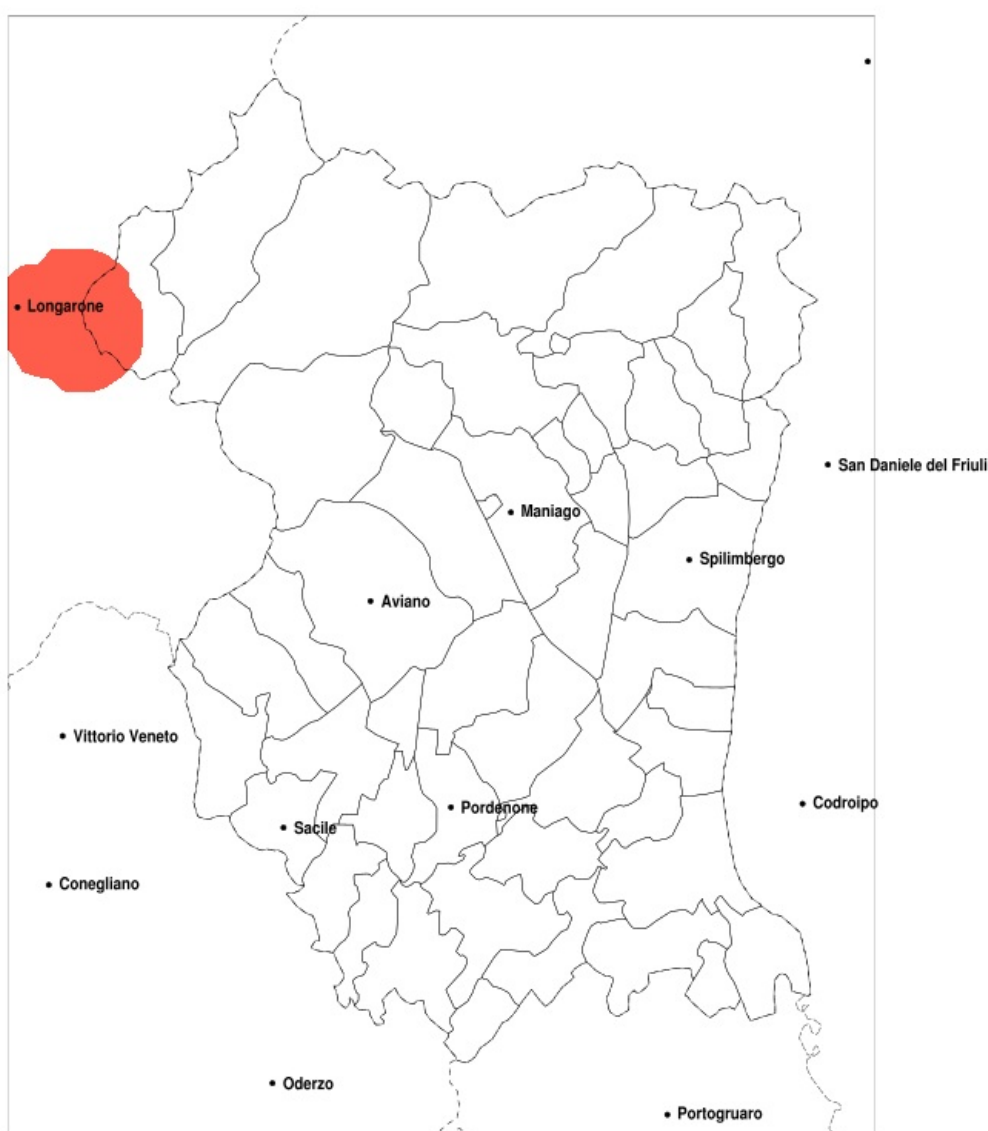 Longarone
San Daniele del Friuli
Maniago
Spilimbergo
Aviano
Vittorio Veneto
Codroipo
Pordenone
Sacile
Conegliano
Oderzo
Portogruaro